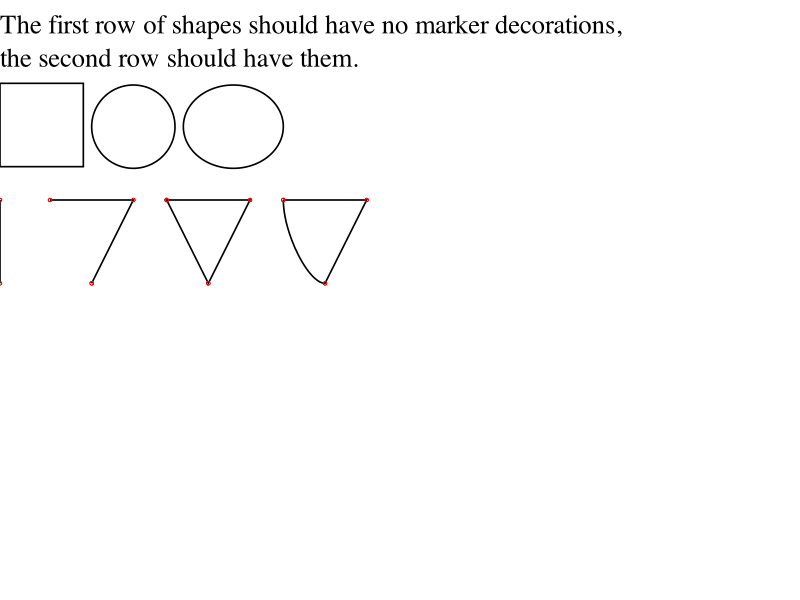 The first row of shapes should have no marker decorations,
the second row should have them.